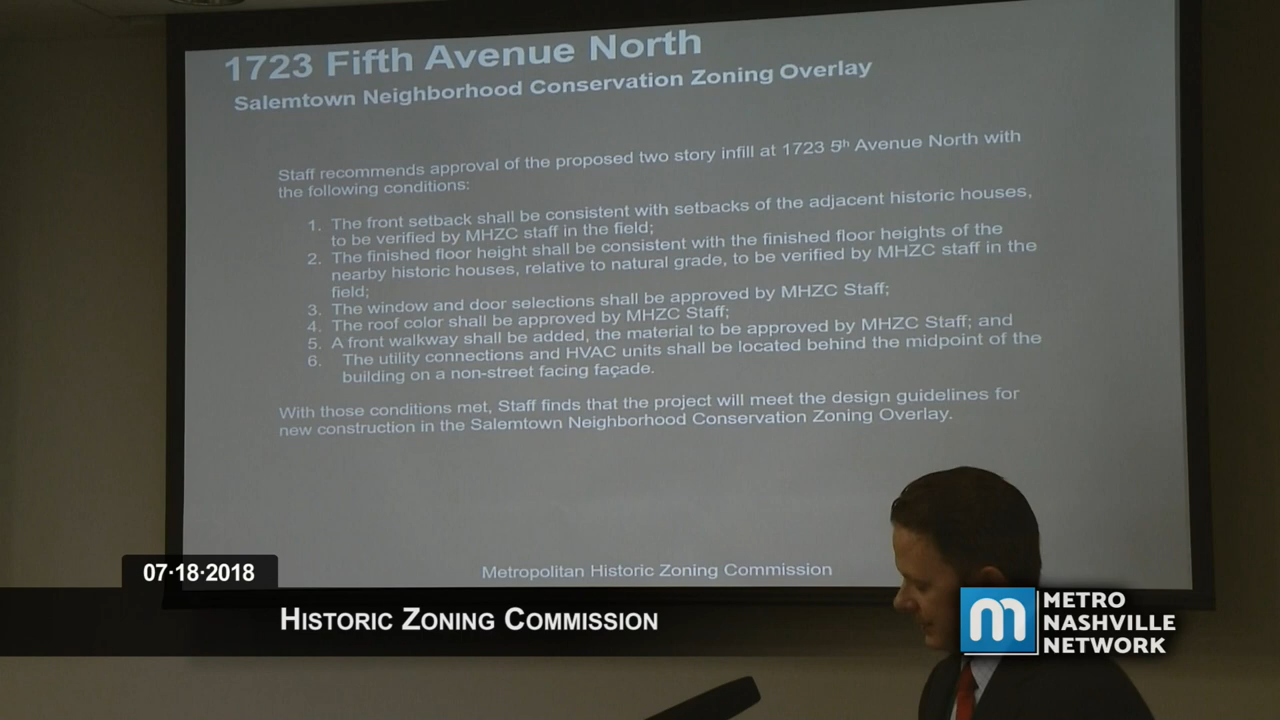 1723 Fifth Avenue North
Salemtown Neighborhood Conservation Zoning Overlay
Staff recommends approval of the proposed two story infill at 1723 5th Avenue North with
the following conditions:
1. The front setback shall be consistent with setbacks of the adjacent historic houses,
to be verified by MHZC staff in the field;
2. The finished floor height shall be consistent with the finished floor heights of the
nearby historic houses, relative to natural grade, to be verified by MHZC staff in the
field;
3. The window and door selections shall be approved by MHZC Staff;
4. The roof color shall be approved by MHZC Staff;
5. A front walkway shall be added, the material to be approved by MHZC Staff; and
6. The utility connections and HVAC units shall be located behind the midpoint of the
building on a non-street facing façade.
With those conditions met, Staff finds that the project will meet the design guidelines for
new construction in the Salemtown Neighborhood Conservation Zoning Overlay.
Metropolitan Historic Zoning Commission
07·18·2018
HISTORIC ZONING COMMISSION
m
METRO
NASHVILLE
NETWORK